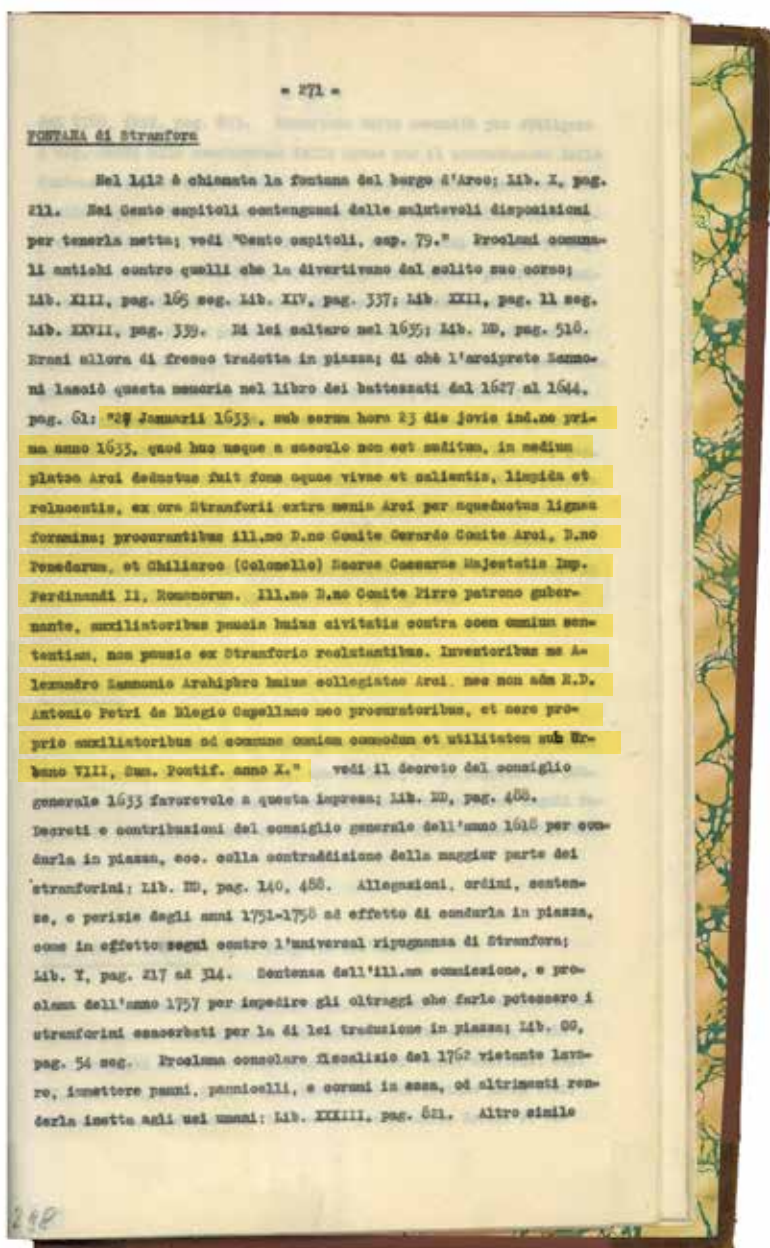 - 271 -
FONTANA di Stranfora
Nel 1412 è chiamata la fontana del borgo d'Arco; Lib. X, pag.
211. Nei Cento capitoli contengonsi delle salutevoli disposizioni
per tenerla netta; vedi "Cento capitoli, cap. 79." Proclami comuna-
li antichi contro quelli che la divertivano dal solito suo corso;
Lib. XIII, pag. 165 seg. Lib. XIV, pag. 337; Lib. XXII, pag. 11 seg.
Lib. XXVII, pag. 339. Di lei saltaro nel 1635; Lib. DD, pag. 518.
Erasi allora di fresco tradotta in piazza; di chè l'arciprete Zanno-
ni lasciò questa memoria nel libro dei battezzati dal 1627 al 1644,
pag. 61: "27 Januarii 1633, sub serum hora 23 die jovis ind.ne pri-
ma anno 1633, quod huc usque a saeculo non est auditum, in medium
platea Arci deductus fuit fons aquae vivae et salientis, limpida et
relucentis, ex ora Stranforii extra menia Arci per aqueductus lignea
foramina; procurantibus ill.mo D.no Comite Gerardo Comite Arci, D.no
Penedarum, et Chiliarco (Colonello) Sacrae Caesarae Majestatis Imp.
Ferdinandi II, Romanorum. Ill.mo D.no Comite Pirro patrono guber-
nante, auxiliatoribus paucis huius civitatis contra coem omnium sen-
tentiam, non pausic ex Stranforio reclutantibus. Inventoribus me A-
lexandro Zannonio Archipbro huius collegiatae Arci, nec non adm R.D.
Antonio Petri de Blegio Capellano meo procuratoribus, et aere pro-
prio auxiliatoribus ad commune omnium commodum et utilitatem sub Ur-
bano VIII, Sum. Pontif. anno X." vedi il decreto del consiglio
generale 1633 favorevole a questa impresa; Lib. DD, pag. 488.
Decreti e contribuzioni del consiglio generale dell'anno 1618 per con-
durla in piazza, ecc. colla contraddizione della maggior parte dei
stranforini; Lib. DD, pag. 140, 488. Allegazioni, ordini, senten-
ze, e perizie degli anni 1751-1758 ad effetto di condurla in piazza,
come in effetto seguì contro l'universal ripugnanza di Stranfora;
Lib. Y, pag. 217 ad 314. Sentenza dell'ill.ma commissione, e pro-
clama dell'anno 1757 per impedire gli oltraggi che farle potessero i
stranforini esacerbati per la di lei traduzione in piazza; Lib. GG,
pag. 54 seg. Proclama consolare fiscalizio del 1762 vietante lava-
re, immettere panni, pannicelli, e corami in essa, od altrimenti ren-
derla inetta agli usi umani; Lib. XXXIII, pag. 821. Altro simile
298